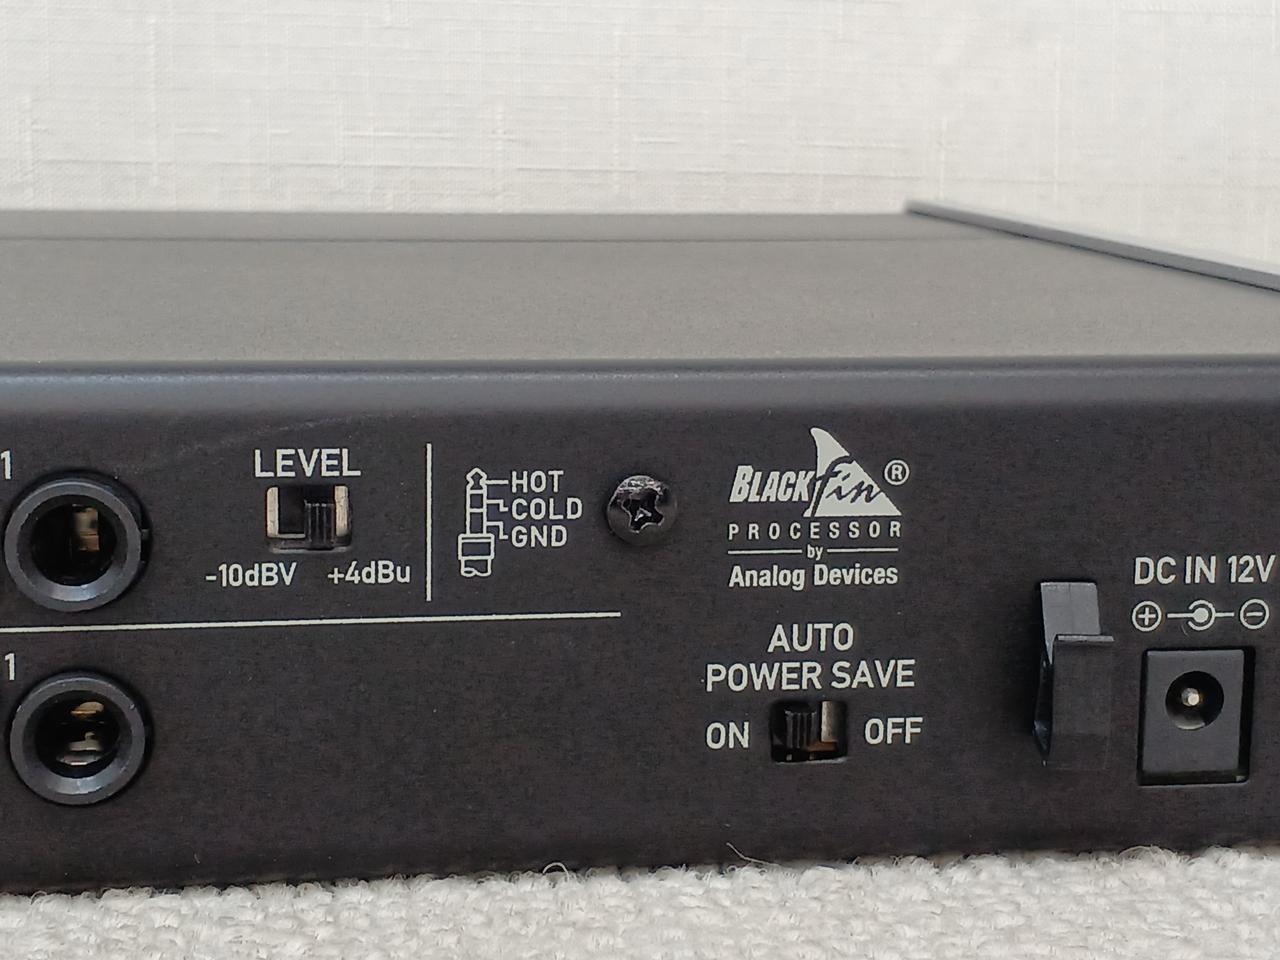 1
LEVEL
-10dBV +4dBu
HOT
COLD
GND
BLACKfin®
PROCESSOR
by
Analog Devices
DC IN 12V
1
AUTO
POWER SAVE
ON OFF